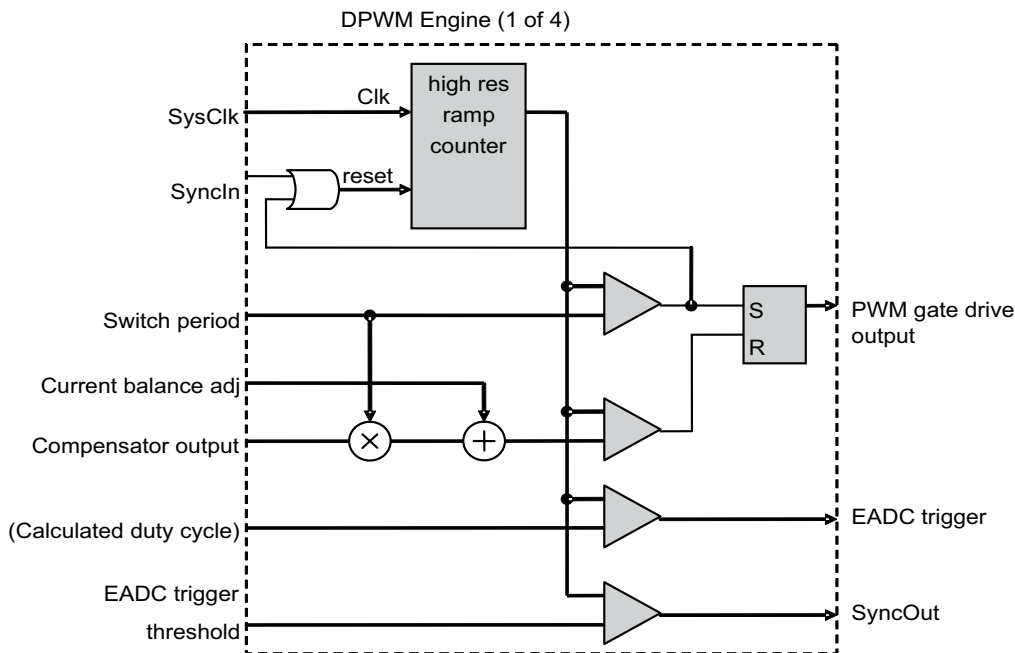 DPWM Engine (1 of 4)
SysClk
Clk
high res
ramp
counter
SyncIn
reset
Switch period
S
R
PWM gate drive
output
Current balance adj
Compensator output
×
+
(Calculated duty cycle)
EADC trigger
EADC trigger
threshold
SyncOut